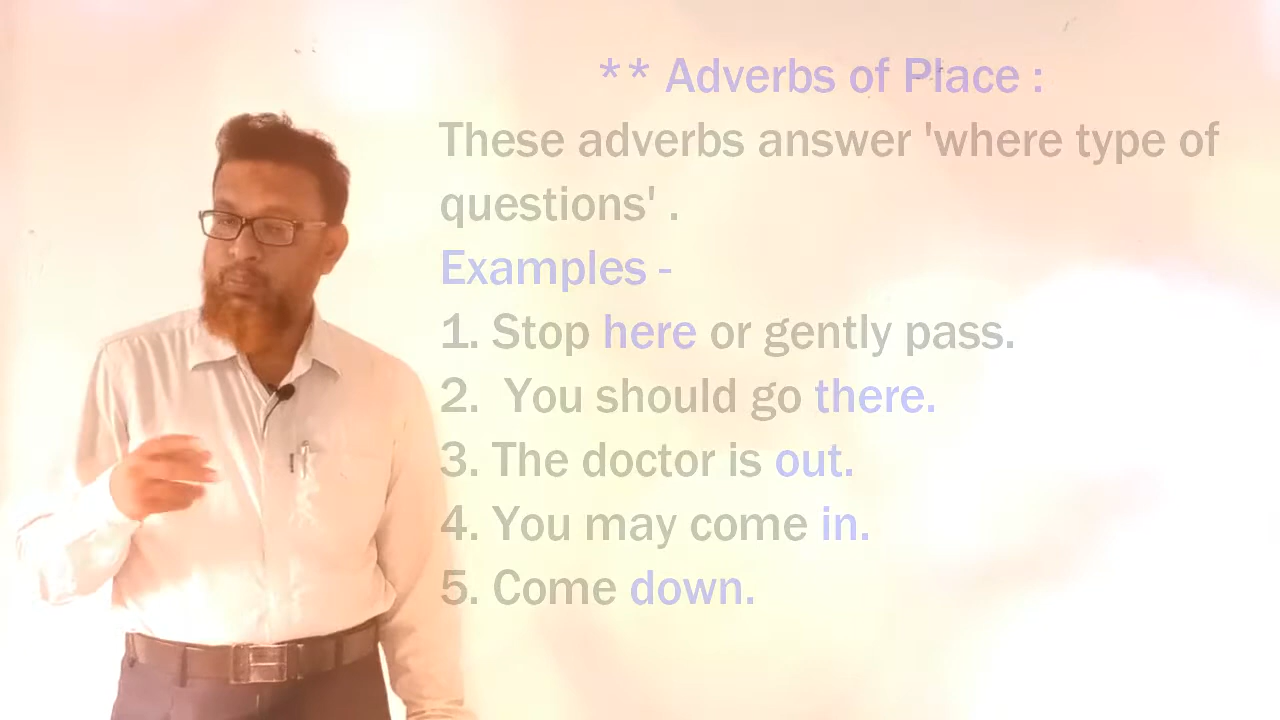 ** Adverbs of Place :
These adverbs answer 'where type of
questions' .
Examples -
1. Stop here or gently pass.
2.  You should go there.
3. The doctor is out.
4. You may come in.
5. Come down.